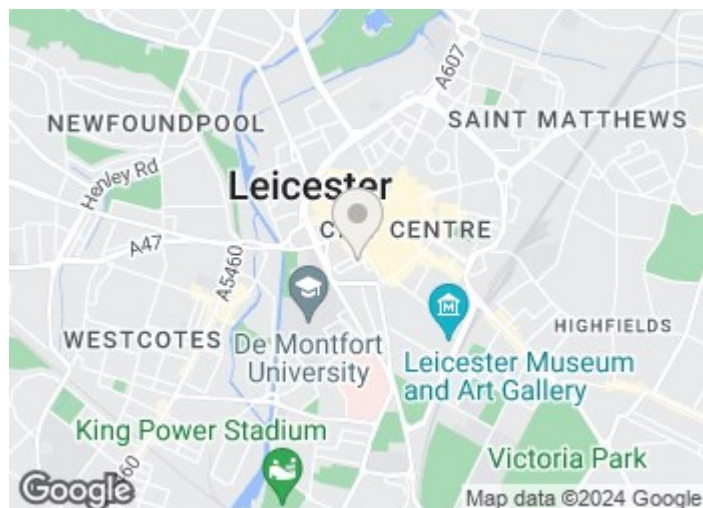 A607
NEWFOUNDPOOL
SAINT MATTHEWS
Henley Rd
Leicester
CENTRE
A47
A5460
HIGHFIELDS
WESTCOTES
De Montfort
University
Leicester Museum
and Art Gallery
King Power Stadium
Victoria Park
60
Google
Map data ©2024 Google